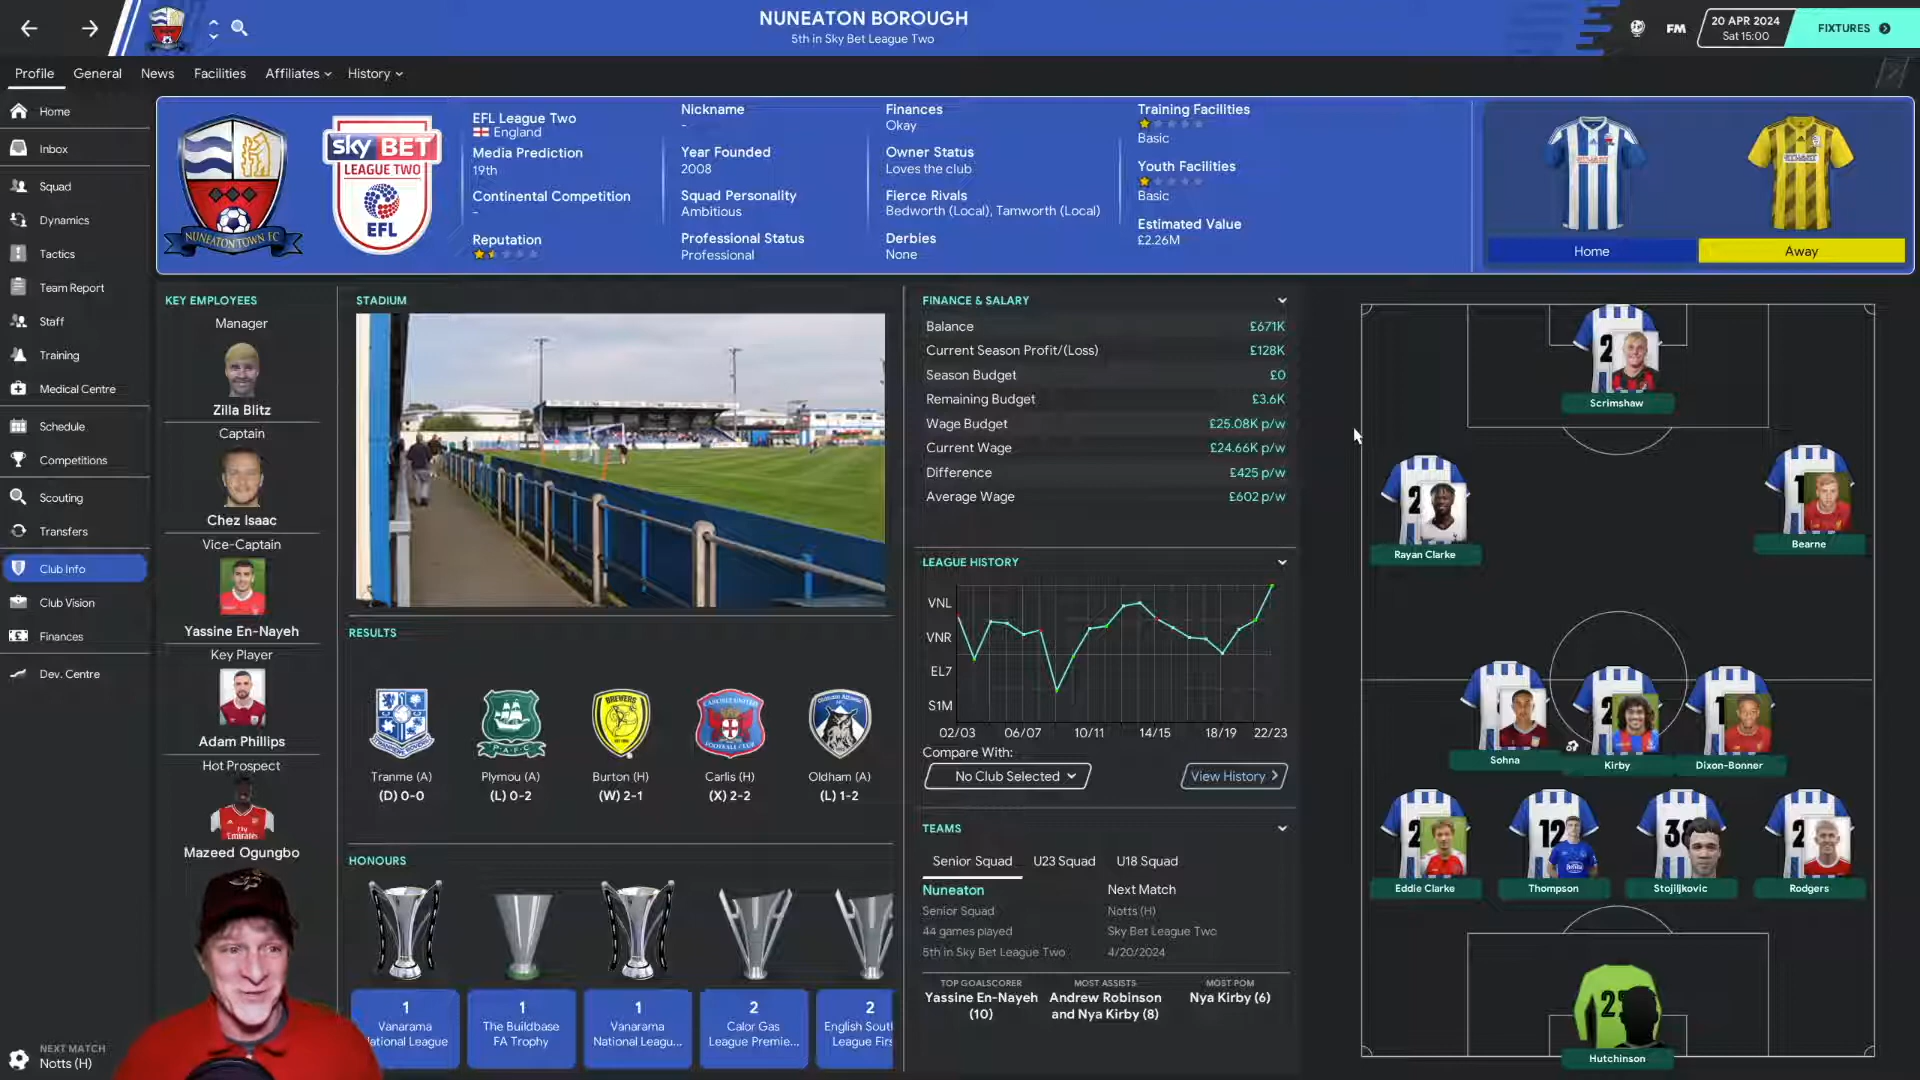 NUNEATON BOROUGH
5th in Sky Bet League Two
FM
20 APR 2024
Sat 15:00
FIXTURES
Profile General News Facilities Affiliates History
Home
Inbox
Squad
Dynamics
Tactics
Team Report
Staff
Training
Medical Centre
Schedule
Competitions
Scouting
Transfers
Club Info
Club Vision
Finances
Dev. Centre
NEXT MATCH
Notts (H)
NUNEATON TOWN FC
sky BET
LEAGUE TWO
EFL
EFL League Two
England
Media Prediction
19th
Continental Competition
-
Reputation
Nickname
-
Year Founded
2008
Squad Personality
Ambitious
Professional Status
Professional
Finances
Okay
Owner Status
Loves the club
Fierce Rivals
Bedworth (Local), Tamworth (Local)
Derbies
None
Training Facilities
Basic
Youth Facilities
Basic
Estimated Value
£2.26M
Home
Away
KEY EMPLOYEES
Manager
Zilla Blitz
Captain
Chez Isaac
Vice-Captain
Yassine En-Nayeh
Key Player
Adam Phillips
Hot Prospect
Mazeed Ogungbo
STADIUM
RESULTS
Tranme (A)
(D) 0-0
Plymou (A)
(L) 0-2
Burton (H)
(W) 2-1
Carlis (H)
(X) 2-2
Oldham (A)
(L) 1-2
HONOURS
1
Vanarama
National League
1
The Buildbase
FA Trophy
1
Vanarama
National Leagu...
2
Calor Gas
League Premie...
2
English Sout
League Firs
FINANCE & SALARY
Balance £671K
Current Season Profit/(Loss) £128K
Season Budget £0
Remaining Budget £3.6K
Wage Budget £25.08K p/w
Current Wage £24.66K p/w
Difference £425 p/w
Average Wage £602 p/w
LEAGUE HISTORY
VNL
VNR
EL7
S1M
02/03 06/07 10/11 14/15 18/19 22/23
Compare With:
No Club Selected
View History
TEAMS
Senior Squad U23 Squad U18 Squad
Nuneaton
Senior Squad
44 games played
5th in Sky Bet League Two
Next Match
Notts (H)
Sky Bet League Twc
4/20/2024
TOP GOALSCORER
Yassine En-Nayeh
(10)
MOST ASSISTS
Andrew Robinson
and Nya Kirby (8)
MOST POM
Nya Kirby (6)
Scrimshaw
Rayan Clarke
Bearne
Sohna
Kirby
Dixon-Bonner
12
Eddie Clarke
Thompson
Stojiljkovic
Rodgers
Hutchinson